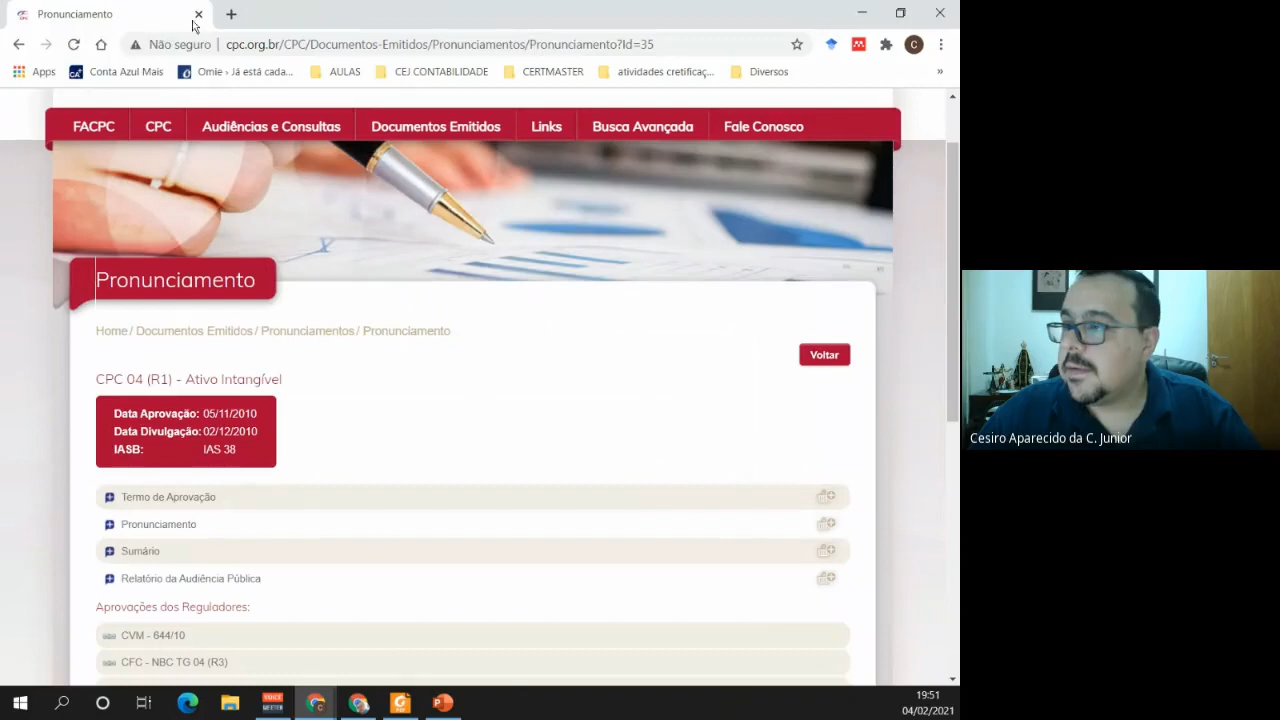 Pronunciamento
Não seguro | cpc.org.br/CPC/Documentos-Emitidos/Pronunciamentos/Pronunciamento?Id=35
C
Apps
CA
Conta Azul Mais
Omie › Já está cada...
AULAS
CEJ CONTABILIDADE
CERTMASTER
atividades cretificaç...
Diversos
»
FACPC
CPC
Audiências e Consultas
Documentos Emitidos
Links
Busca Avançada
Fale Conosco
Pronunciamento
Home / Documentos Emitidos / Pronunciamentos / Pronunciamento
Voltar
CPC 04 (R1) - Ativo Intangível
Data Aprovação: 05/11/2010
Data Divulgação: 02/12/2010
IASB: IAS 38
Termo de Aprovação
Pronunciamento
Sumário
Relatório da Audiência Pública
Aprovações dos Reguladores:
CVM - 644/10
CFC - NBC TG 04 (R3)
Cesiro Aparecido da C. Junior
19:51
04/02/2021